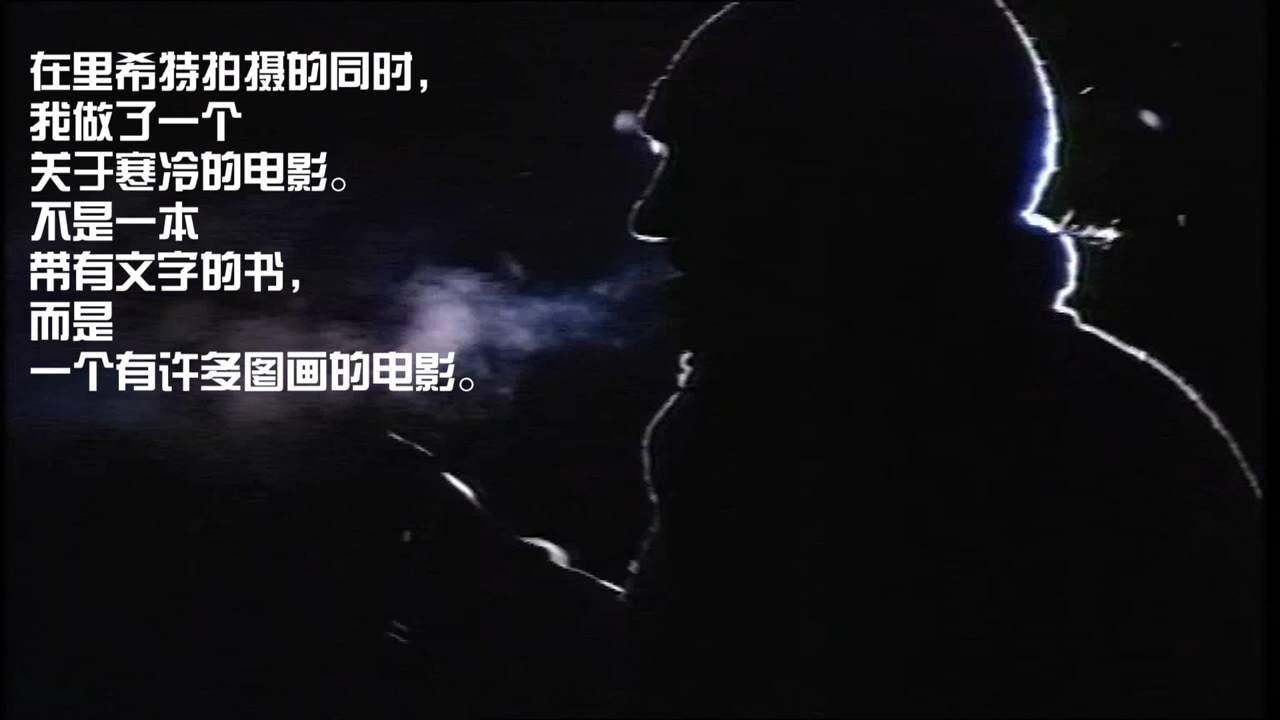 在里希特拍摄的同时，
我做了一个
关于寒冷的电影。
不是一本
带有文字的书，
而是
一个有许多图画的电影。